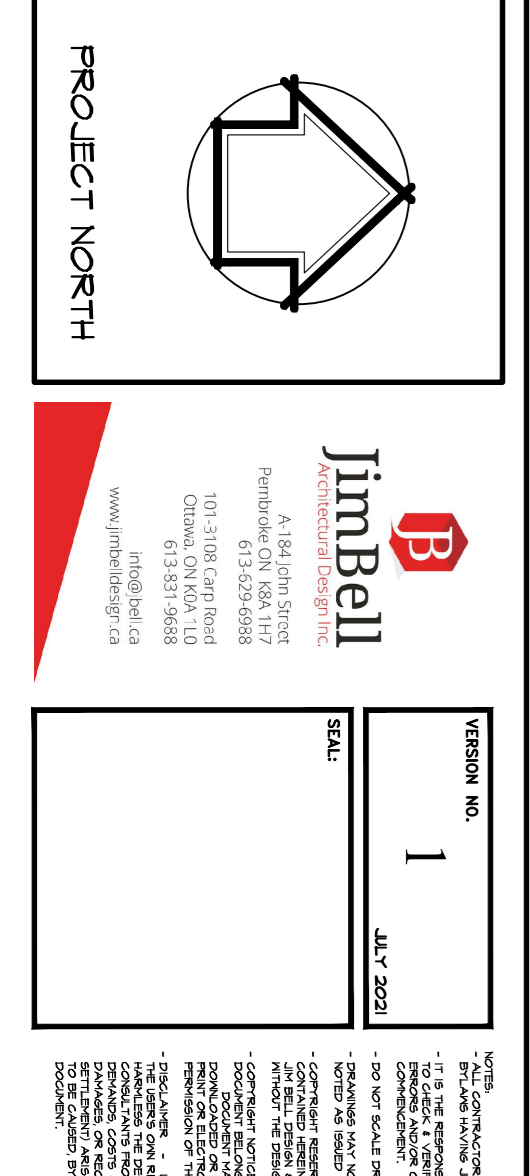 PROJECT NORTH
JB
JimBell
Architectural Design Inc.
A-184 John Street
Pembroke ON K8A 1H7
613-629-6988
101-3108 Carp Road
Ottawa, ON K0A 1L0
613-831-9688
info@jbell.ca
www.jimbelldesign.ca
VERSION NO.
1
JULY 2021
SEAL:
NOTES:
- ALL CONTRACTOR
BYLAWS HAVING
- IT IS THE RESPONS
TO CHECK & VERIF
ERRORS AND/OR
COMMENCEMENT.
- DO NOT SCALE DR
- DRAWINGS MAY NO
NOTED AS ISSUED
- COPYRIGHT RESER
CONTAINED HEREIN
JIM BELL DESIGN
WITHOUT THE DESIG
- COPYRIGHT NOTIC
DOCUMENT BELONG
DOCUMENT MA
DOWNLOADED OR
PRINT OR ELECTRO
PERMISSION OF TH
- DISCLAIMER -
THE USER'S OWN RI
HARMLESS THE DE
CONSULTANTS FRO
DEMANDS, COSTS
DAMAGES, OR REC
SETTLEMENT) ARIS
TO BE CAUSED, BY
DOCUMENT.